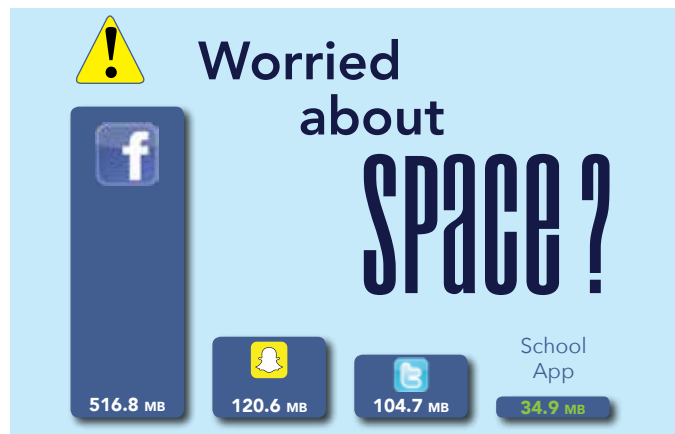 !
Worried
about
space?
f
t
School
App
516.8 MB
120.6 MB
104.7 MB
34.9 MB